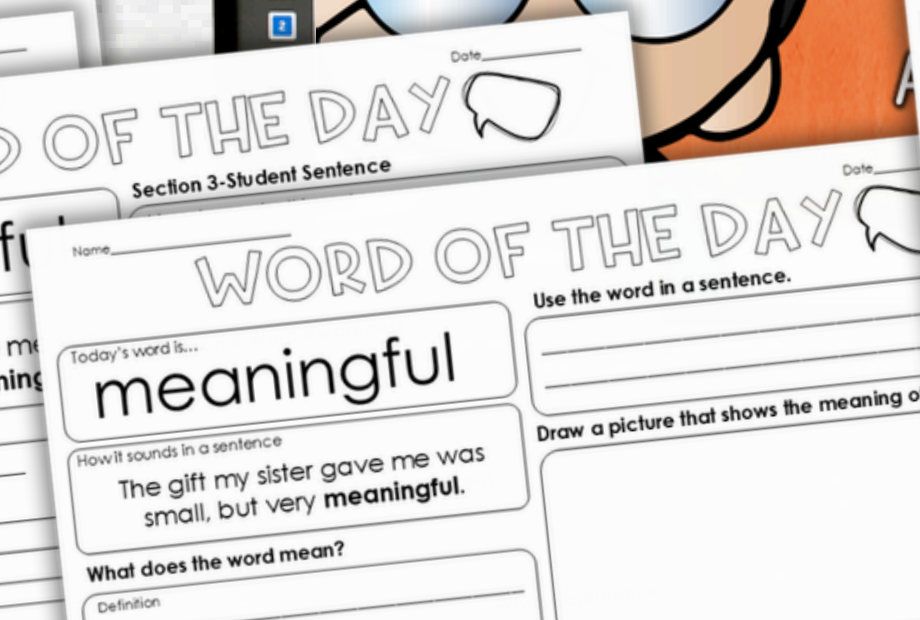 2
Date
D OF THE DAY
Section 3-Student Sentence
Name
Date
WORD OF THE DAY
Today's word is...
meaningful
How it sounds in a sentence
The gift my sister gave me was
small, but very meaningful.
What does the word mean?
Definition
Use the word in a sentence.
Draw a picture that shows the meaning